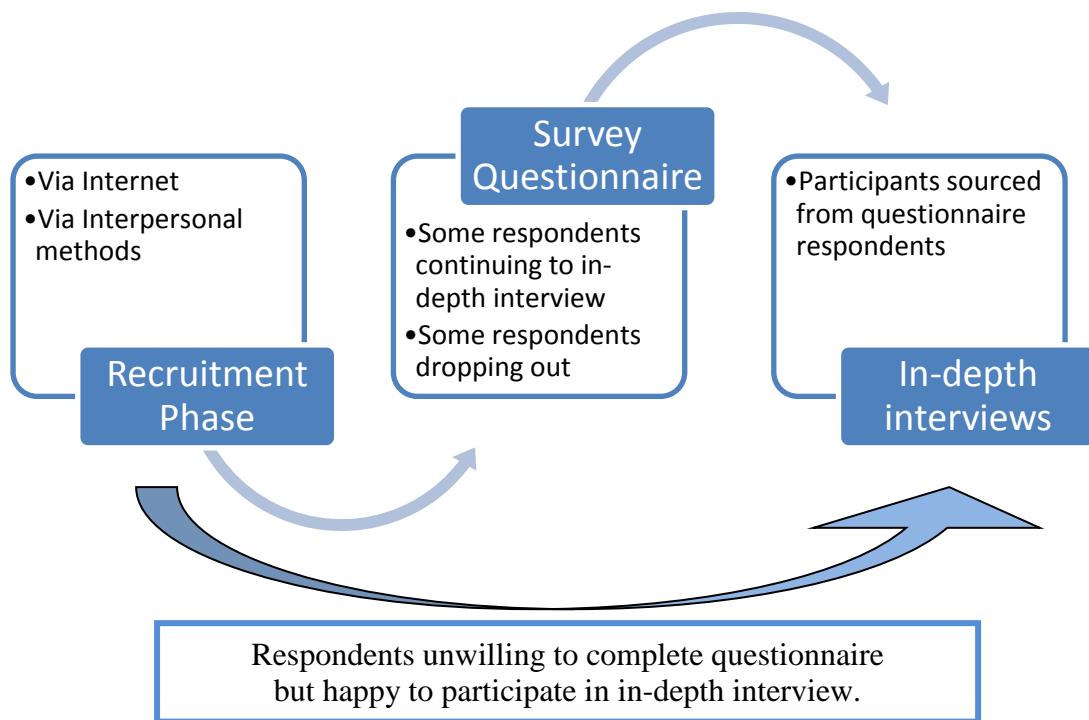 •Via Internet
•Via Interpersonal
methods
Recruitment
Phase
Survey
Questionnaire
•Some respondents
continuing to in-
depth interview
•Some respondents
dropping out
•Participants sourced
from questionnaire
respondents
In-depth
interviews
Respondents unwilling to complete questionnaire
but happy to participate in in-depth interview.